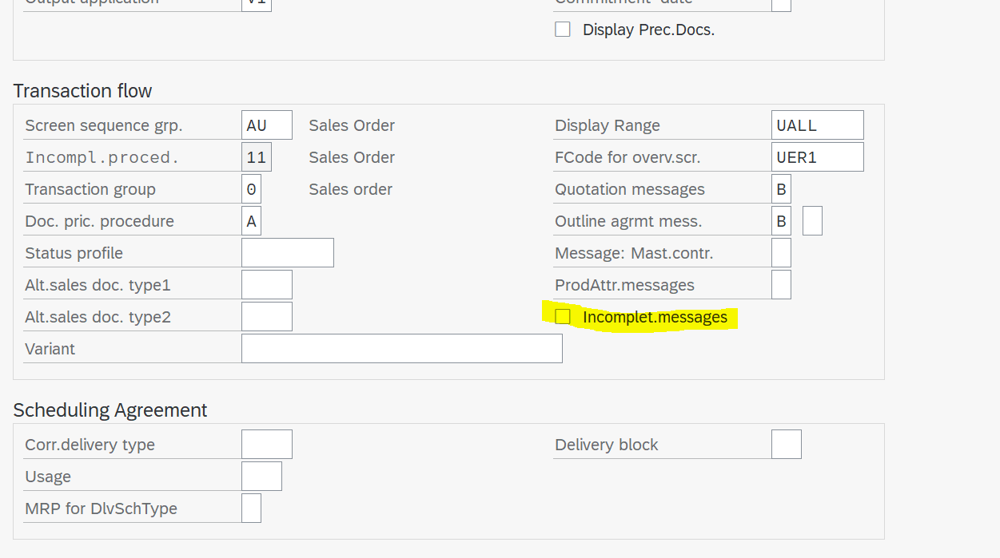 Output application V1 Commitment date
Display Prec.Docs.
Transaction flow
Screen sequence grp. AU Sales Order Display Range UALL
Incompl.proced. 11 Sales Order FCode for overv.scr. UER1
Transaction group 0 Sales order Quotation messages B
Doc. pric. procedure A Outline agrmt mess. B
Status profile Message: Mast.contr.
Alt.sales doc. type1 ProdAttr.messages
Alt.sales doc. type2 Incomplet.messages
Variant
Scheduling Agreement
Corr.delivery type Delivery block
Usage
MRP for DlvSchType